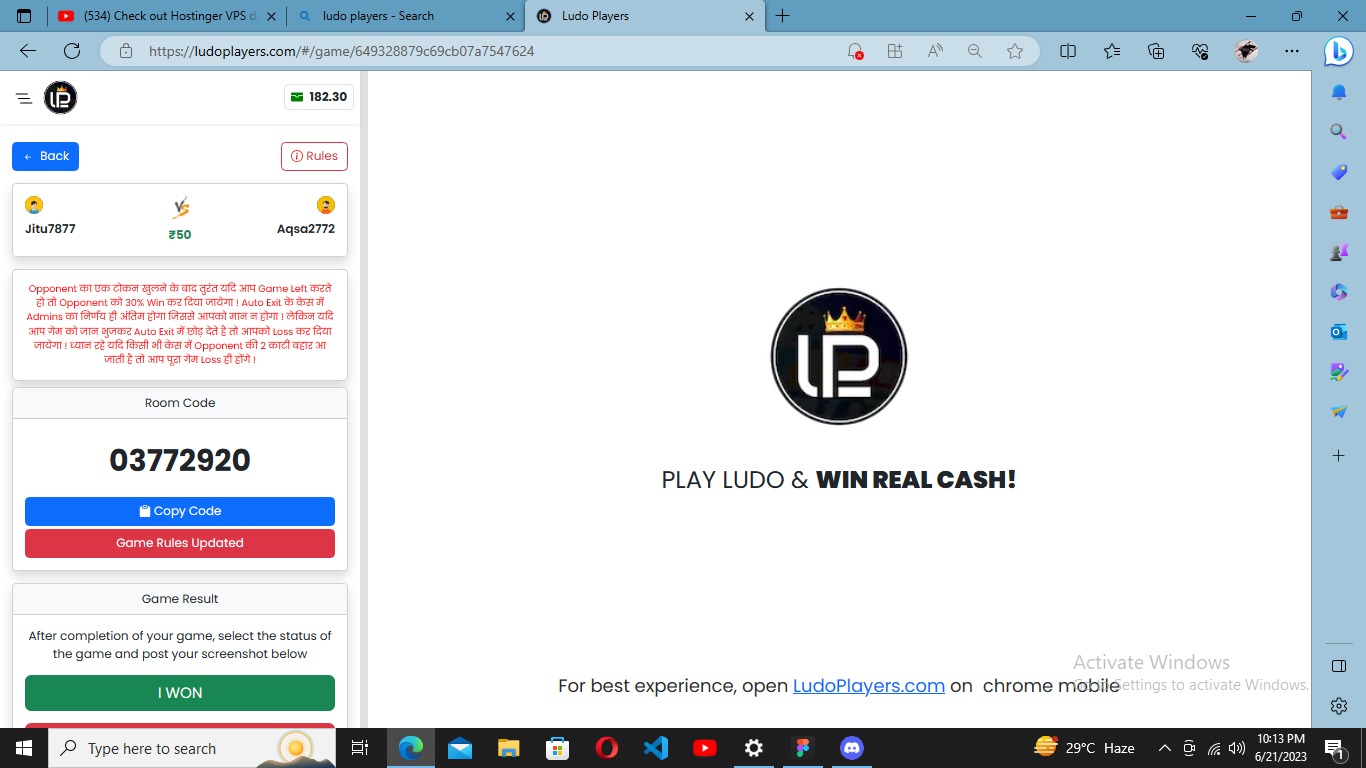 (534) Check out Hostinger VPS d
ludo players - Search
Ludo Players
https://ludoplayers.com/#/game/649328879c69cb07a7547624
182.30
← Back
Rules
VS
Jitu7877
Aqsa2772
₹50
Opponent का एक टोकन खुलने के बाद तुरंत यदि आप Game Left करते
हो तो Opponent को 30% Win कर दिया जायेगा ! Auto Exit के केस में
Admins का निर्णय ही अंतिम होगा जिससे आपको मान न होगा ! लेकिन यदि
आप गेम को जान भुजकर Auto Exit में छोड़ देते है तो आपको Loss कर दिया
जायेगा ! ध्यान रहे यदि किसी भी केस में Opponent की 2 काटी बहार आ
जाती है तो आप पूरा गेम Loss ही होंगे !
Room Code
03772920
Copy Code
Game Rules Updated
Game Result
After completion of your game, select the status of
the game and post your screenshot below
I WON
LP
PLAY LUDO & WIN REAL CASH!
For best experience, open LudoPlayers.com on chrome mobile
Activate Windows
Go to Settings to activate Windows.
Type here to search
29°C Haze
10:13 PM
6/21/2023
1